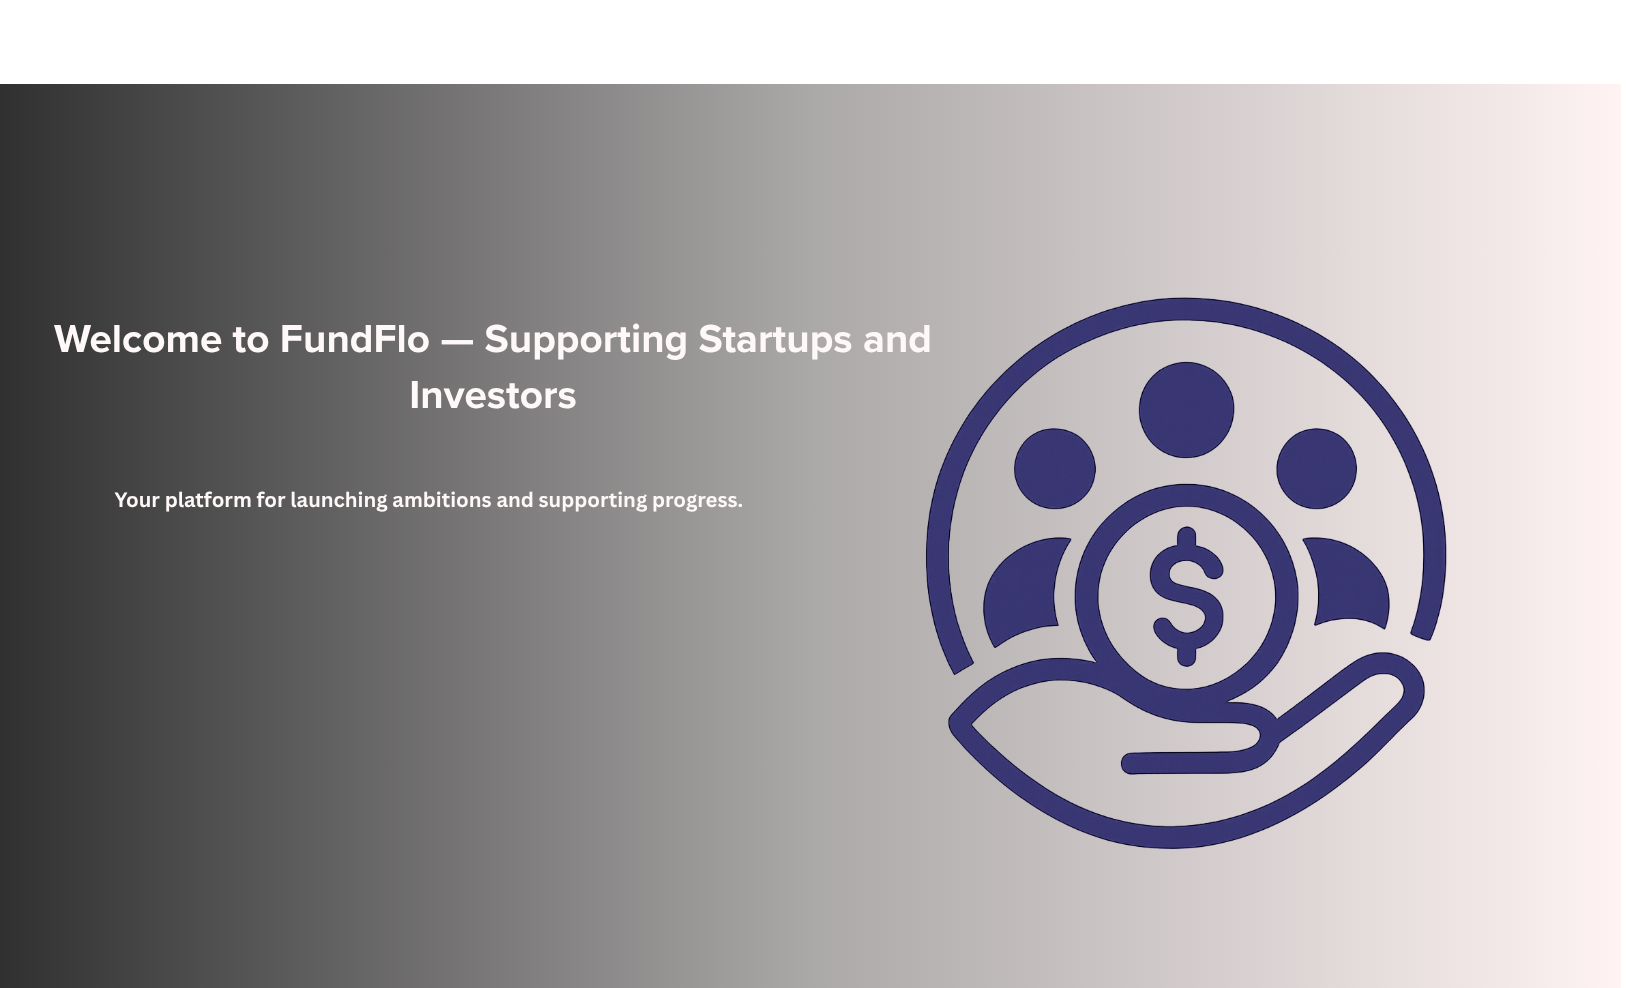 Welcome to FundFlo — Supporting Startups and
Investors
Your platform for launching ambitions and supporting progress.
$